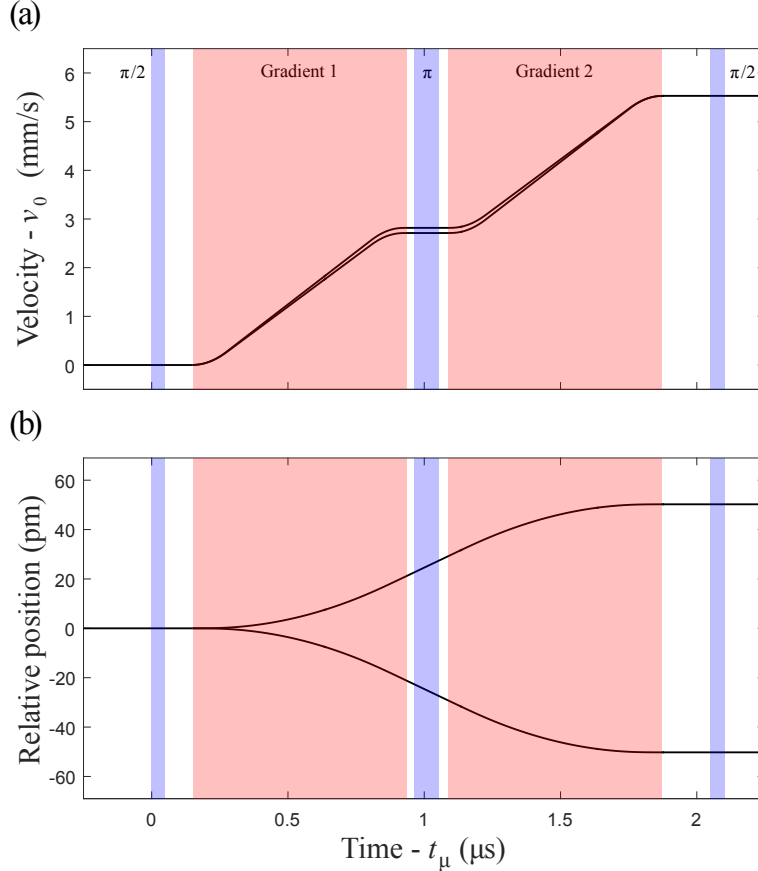 (a)
π/2 Gradient 1 π Gradient 2 π/2
6
5
4
3
2
1
0
Velocity - v₀ (mm/s)
(b)
60
40
20
0
-20
-40
-60
Relative position (pm)
0 0.5 1 1.5 2
Time - t_μ (μs)